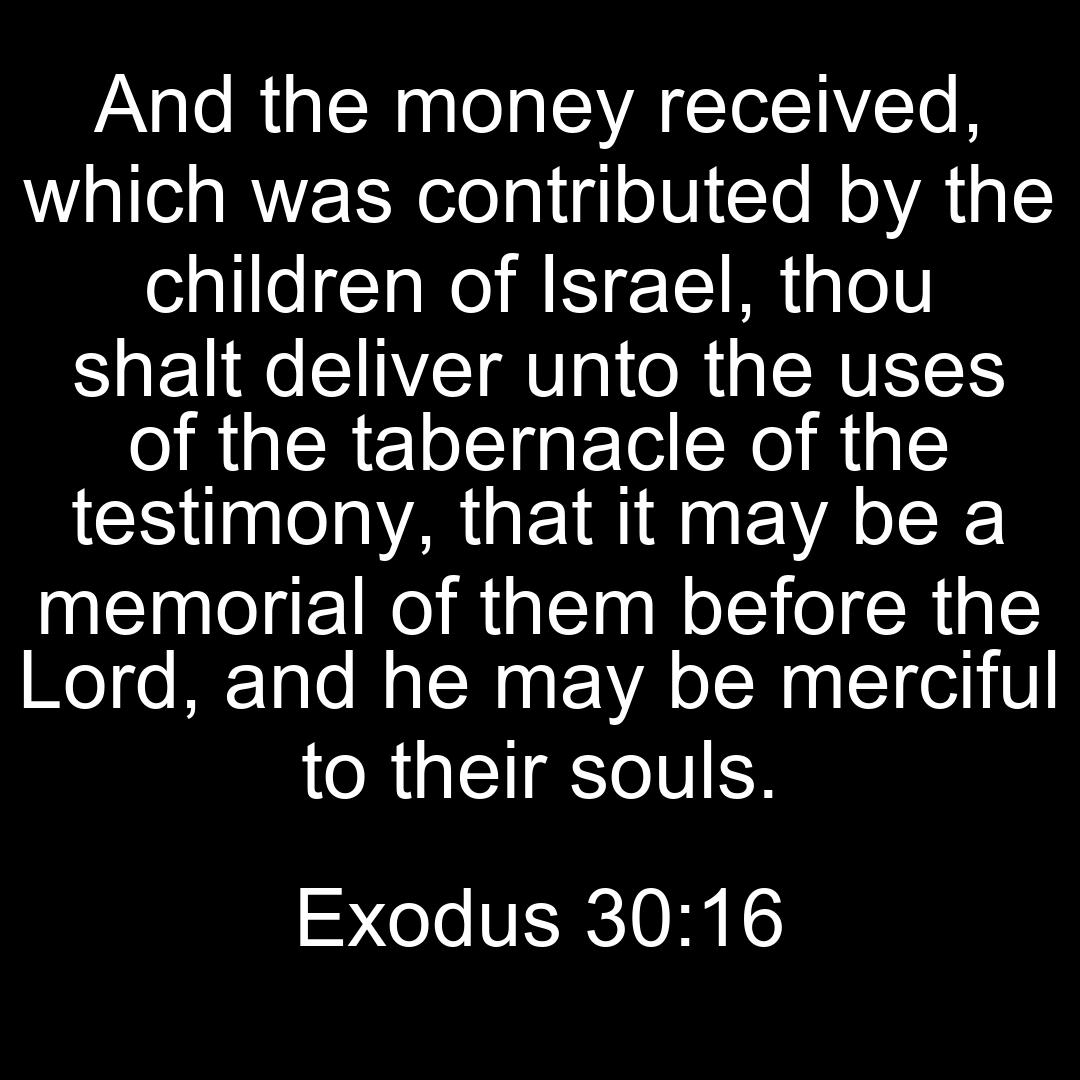 And the money received,
which was contributed by the
children of Israel, thou
shalt deliver unto the uses
of the tabernacle of the
testimony, that it may be a
memorial of them before the
Lord, and he may be merciful
to their souls.
Exodus 30:16